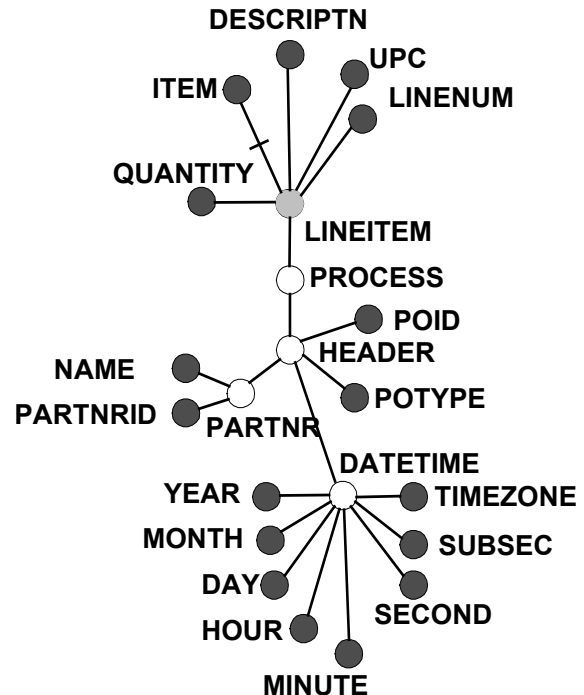 DESCRIPTN
UPC
ITEM
LINENUM
QUANTITY
LINEITEM
PROCESS
POID
HEADER
NAME
POTYPE
PARTNRID
PARTNR
DATETIME
YEAR
TIMEZONE
MONTH
SUBSEC
DAY
SECOND
HOUR
MINUTE